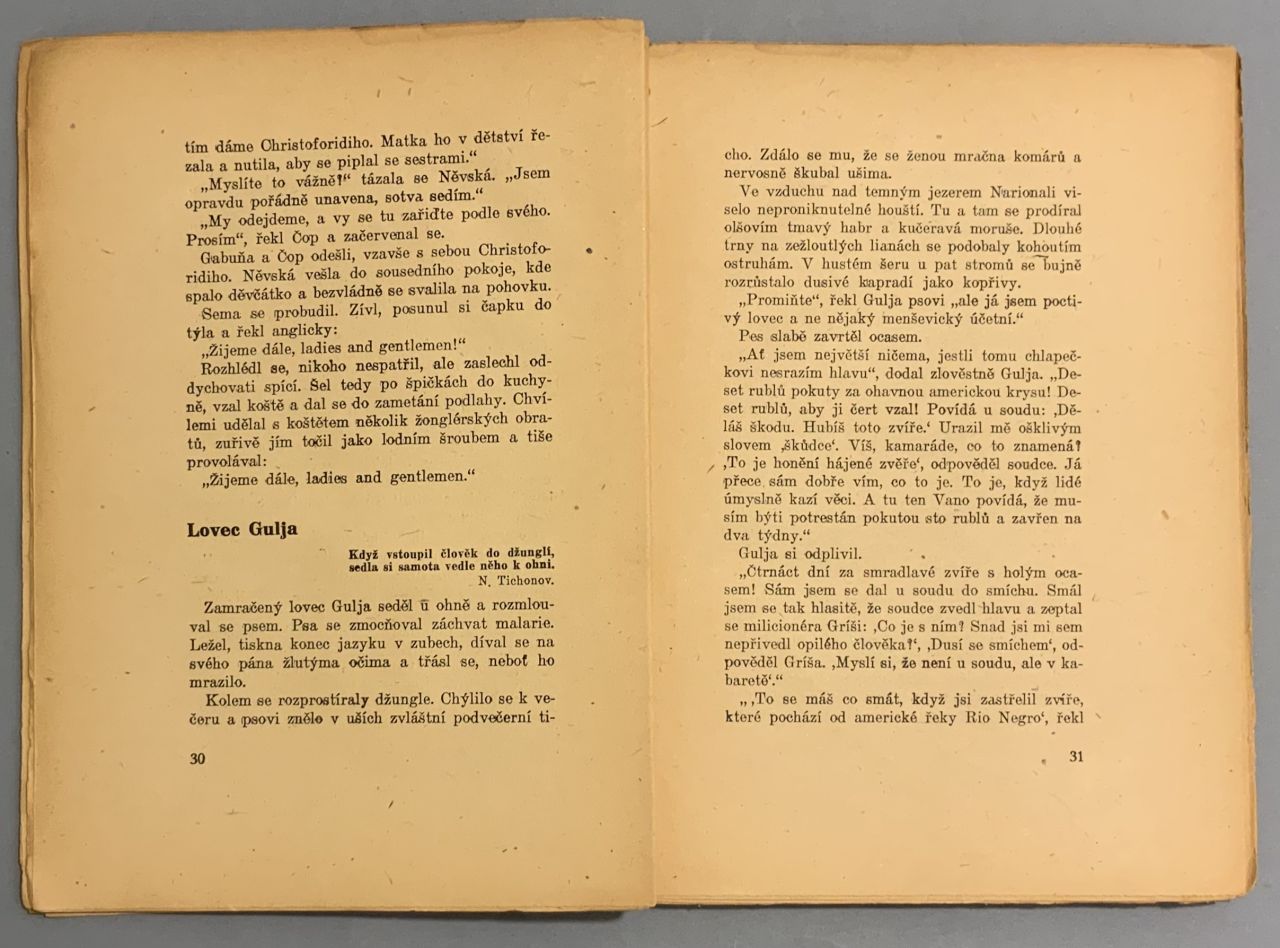 tím dáme Christoforidiho. Matka ho v dětství ře-
zala a nutila, aby se piplal se sestrami.“
„Myslíte to vážně?“ tázala se Něvská. „Jsem
opravdu pořádně unavena, sotva sedím.“
„My odejdeme, a vy se tu zařiďte podle svého.
Prosím“, řekl Čop a začervenal se.
Gabuňa a Čop odešli, vzavše s sebou Christofo-
ridiho. Něvská vešla do sousedního pokoje, kde
spalo děvčátko a bezvládně se svalila na pohovku.
Sema se probudil. Zívl, posunul si čapku do
týla a řekl anglicky:
„Žijeme dále, ladies and gentlemen!“
Rozhlédl se, nikoho nespatřil, ale zaslechl od-
dychovati spící. Šel tedy po špičkách do kuchy-
ně, vzal koště a dal se do zametání podlahy. Chví-
lemi udělal s koštětem několik žonglérských obra-
tů, zuřivě jím točil jako lodním šroubem a tiše
provolával:
„Žijeme dále, ladies and gentlemen.“
Lovec Gulja
Když vstoupil člověk do džunglí,
sedla si samota vedle něho k ohni.
N. Tichonov.
Zamračený lovec Gulja seděl u ohně a rozmlou-
val se psem. Psa se zmocňoval záchvat malarie.
Ležel, tiskna konec jazyku v zubech, díval se na
svého pána žlutýma očima a třásl se, neboť ho
mrazilo.
Kolem se rozprostíraly džungle. Chýlilo se k ve-
čeru a psovi znělo v uších zvláštní podvečerní ti-
30
cho. Zdálo se mu, že se ženou mračna komárů a
nervosně škubal ušima.
Ve vzduchu nad temným jezerem Narionali vi-
selo neproniknutelné houští. Tu a tam se prodíral
olšovím tmavý habr a kučeravá moruše. Dlouhé
trny na zežloutlých lianách se podobaly kohoutím
ostruhám. V hustém šeru u pat stromů se bujně
rozrůstalo dusivé kapradí jako kopřivy.
„Promiňte“, řekl Gulja psovi „ale já jsem pocti-
vý lovec a ne nějaký menševický účetní.“
Pes slabě zavrtěl ocasem.
„Ať jsem největší ničema, jestli tomu chlapeč-
kovi nesrazím hlavu“, dodal zlověstně Gulja. „De-
set rublů pokuty za ohavnou americkou krysu! De-
set rublů, aby ji čert vzal! Povídá u soudu: ‚Dě-
láš škodu. Hubíš toto zvíře.‘ Urazil mě ošklivým
slovem ‚škůdce‘. Víš, kamaráde, co to znamená?
‚To je honění hájené zvěře‘, odpověděl soudce. Já
přece sám dobře vím, co to je. To je, když lidé
úmyslně kazí věci. A tu ten Vano povídá, že mu-
sím býti potrestán pokutou sto rublů a zavřen na
dva týdny.“
Gulja si odplivil.
„Čtrnáct dní za smradlavé zvíře s holým oca-
sem! Sám jsem se dal u soudu do smíchu. Smál
jsem se tak hlasitě, že soudce zvedl hlavu a zeptal
se milicionéra Gríši: ‚Co je s ním? Snad jsi mi sem
nepřivedl opilého člověka?‘, ‚Dusí se smíchem‘, od-
pověděl Gríša. ‚Myslí si, že není u soudu, ale v ka-
baretě‘.“
„ ‚To se máš co smát, když jsi zastřelil zvíře,
které pochází od americké řeky Rio Negro‘, řekl
31